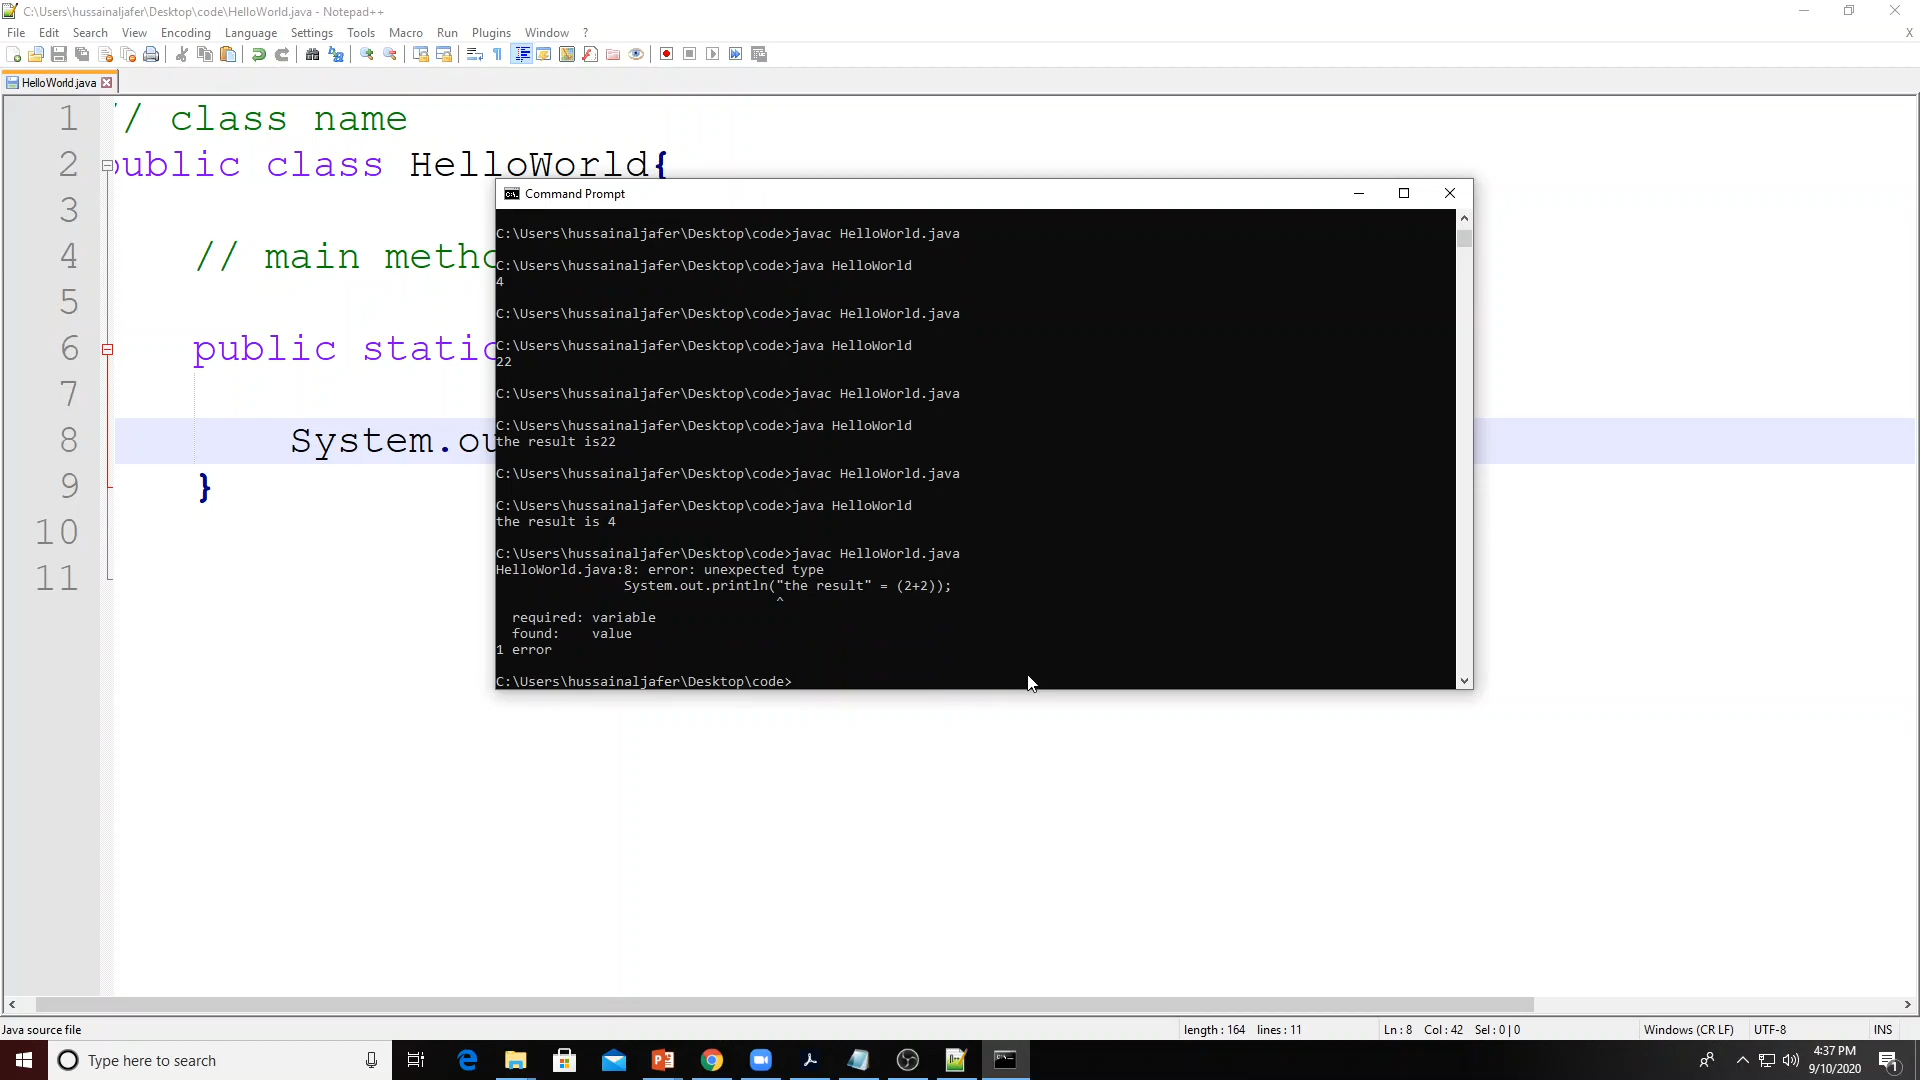 C:\Users\hussainaljafer\Desktop\code\HelloWorld.java - Notepad++
File Edit Search View Encoding Language Settings Tools Macro Run Plugins Window ? X
HelloWorld.java
1 // class name
2 public class HelloWorld{
3
4 // main metho
5
6 public static
7
8 System.ou
9 }
10
11
Command Prompt
C:\Users\hussainaljafer\Desktop\code>javac HelloWorld.java
C:\Users\hussainaljafer\Desktop\code>java HelloWorld
4
C:\Users\hussainaljafer\Desktop\code>javac HelloWorld.java
C:\Users\hussainaljafer\Desktop\code>java HelloWorld
22
C:\Users\hussainaljafer\Desktop\code>javac HelloWorld.java
C:\Users\hussainaljafer\Desktop\code>java HelloWorld
the result is22
C:\Users\hussainaljafer\Desktop\code>javac HelloWorld.java
C:\Users\hussainaljafer\Desktop\code>java HelloWorld
the result is 4
C:\Users\hussainaljafer\Desktop\code>javac HelloWorld.java
HelloWorld.java:8: error: unexpected type
System.out.println("the result" = (2+2));
^
required: variable
found: value
1 error
C:\Users\hussainaljafer\Desktop\code>
Java source file length : 164 lines : 11 Ln : 8 Col : 42 Sel : 0 | 0 Windows (CR LF) UTF-8 INS
Type here to search
4:37 PM
9/10/2020
1